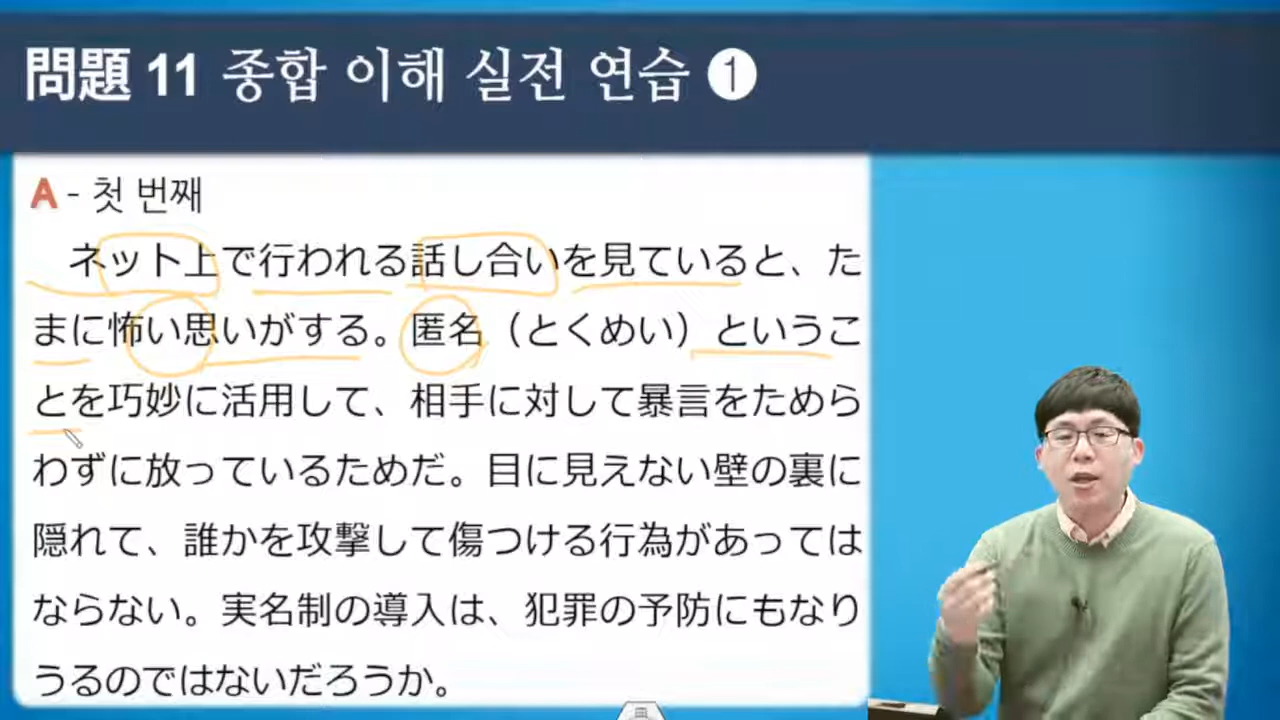 問題 11 종합 이해 실전 연습 ❶
A - 첫 번째
ネット上で行われる話し合いを見ていると、た
まに怖い思いがする。匿名（とくめい）というこ
とを巧妙に活用して、相手に対して暴言をためら
わずに放っているためだ。目に見えない壁の裏に
隠れて、誰かを攻撃して傷つける行為があっては
ならない。実名制の導入は、犯罪の予防にもなり
うるのではないだろうか。